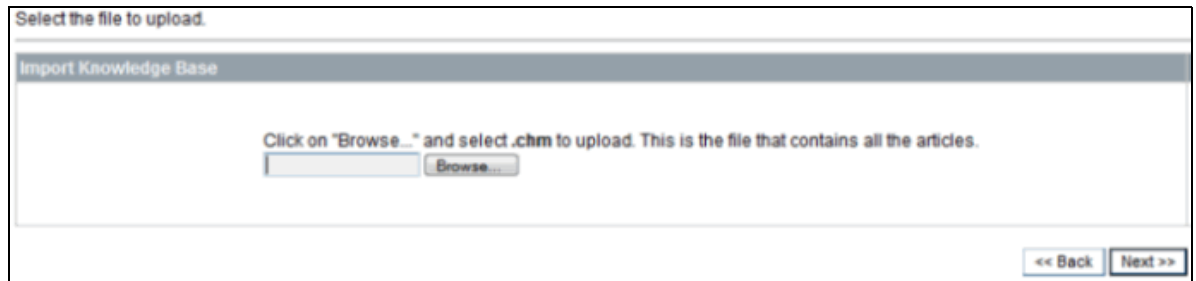 Select the file to upload.
Import Knowledge Base
Click on "Browse..." and select .chm to upload. This is the file that contains all the articles.
Browse...
<< Back Next >>